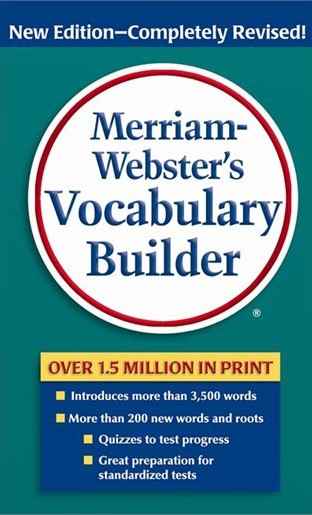 New Edition—Completely Revised!
Merriam-
Webster's
Vocabulary
Builder
®
OVER 1.5 MILLION IN PRINT
Introduces more than 3,500 words
More than 200 new words and roots
Quizzes to test progress
Great preparation for
standardized tests